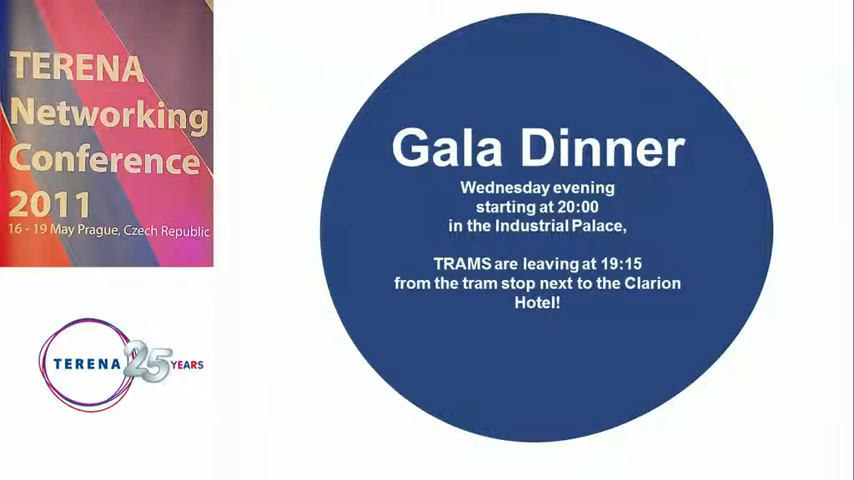 TERENA
Networking
Conference
2011
16 - 19 May Prague, Czech Republic
TERENA 25 YEARS
Gala Dinner
Wednesday evening
starting at 20:00
in the Industrial Palace,
TRAMS are leaving at 19:15
from the tram stop next to the Clarion
Hotel!